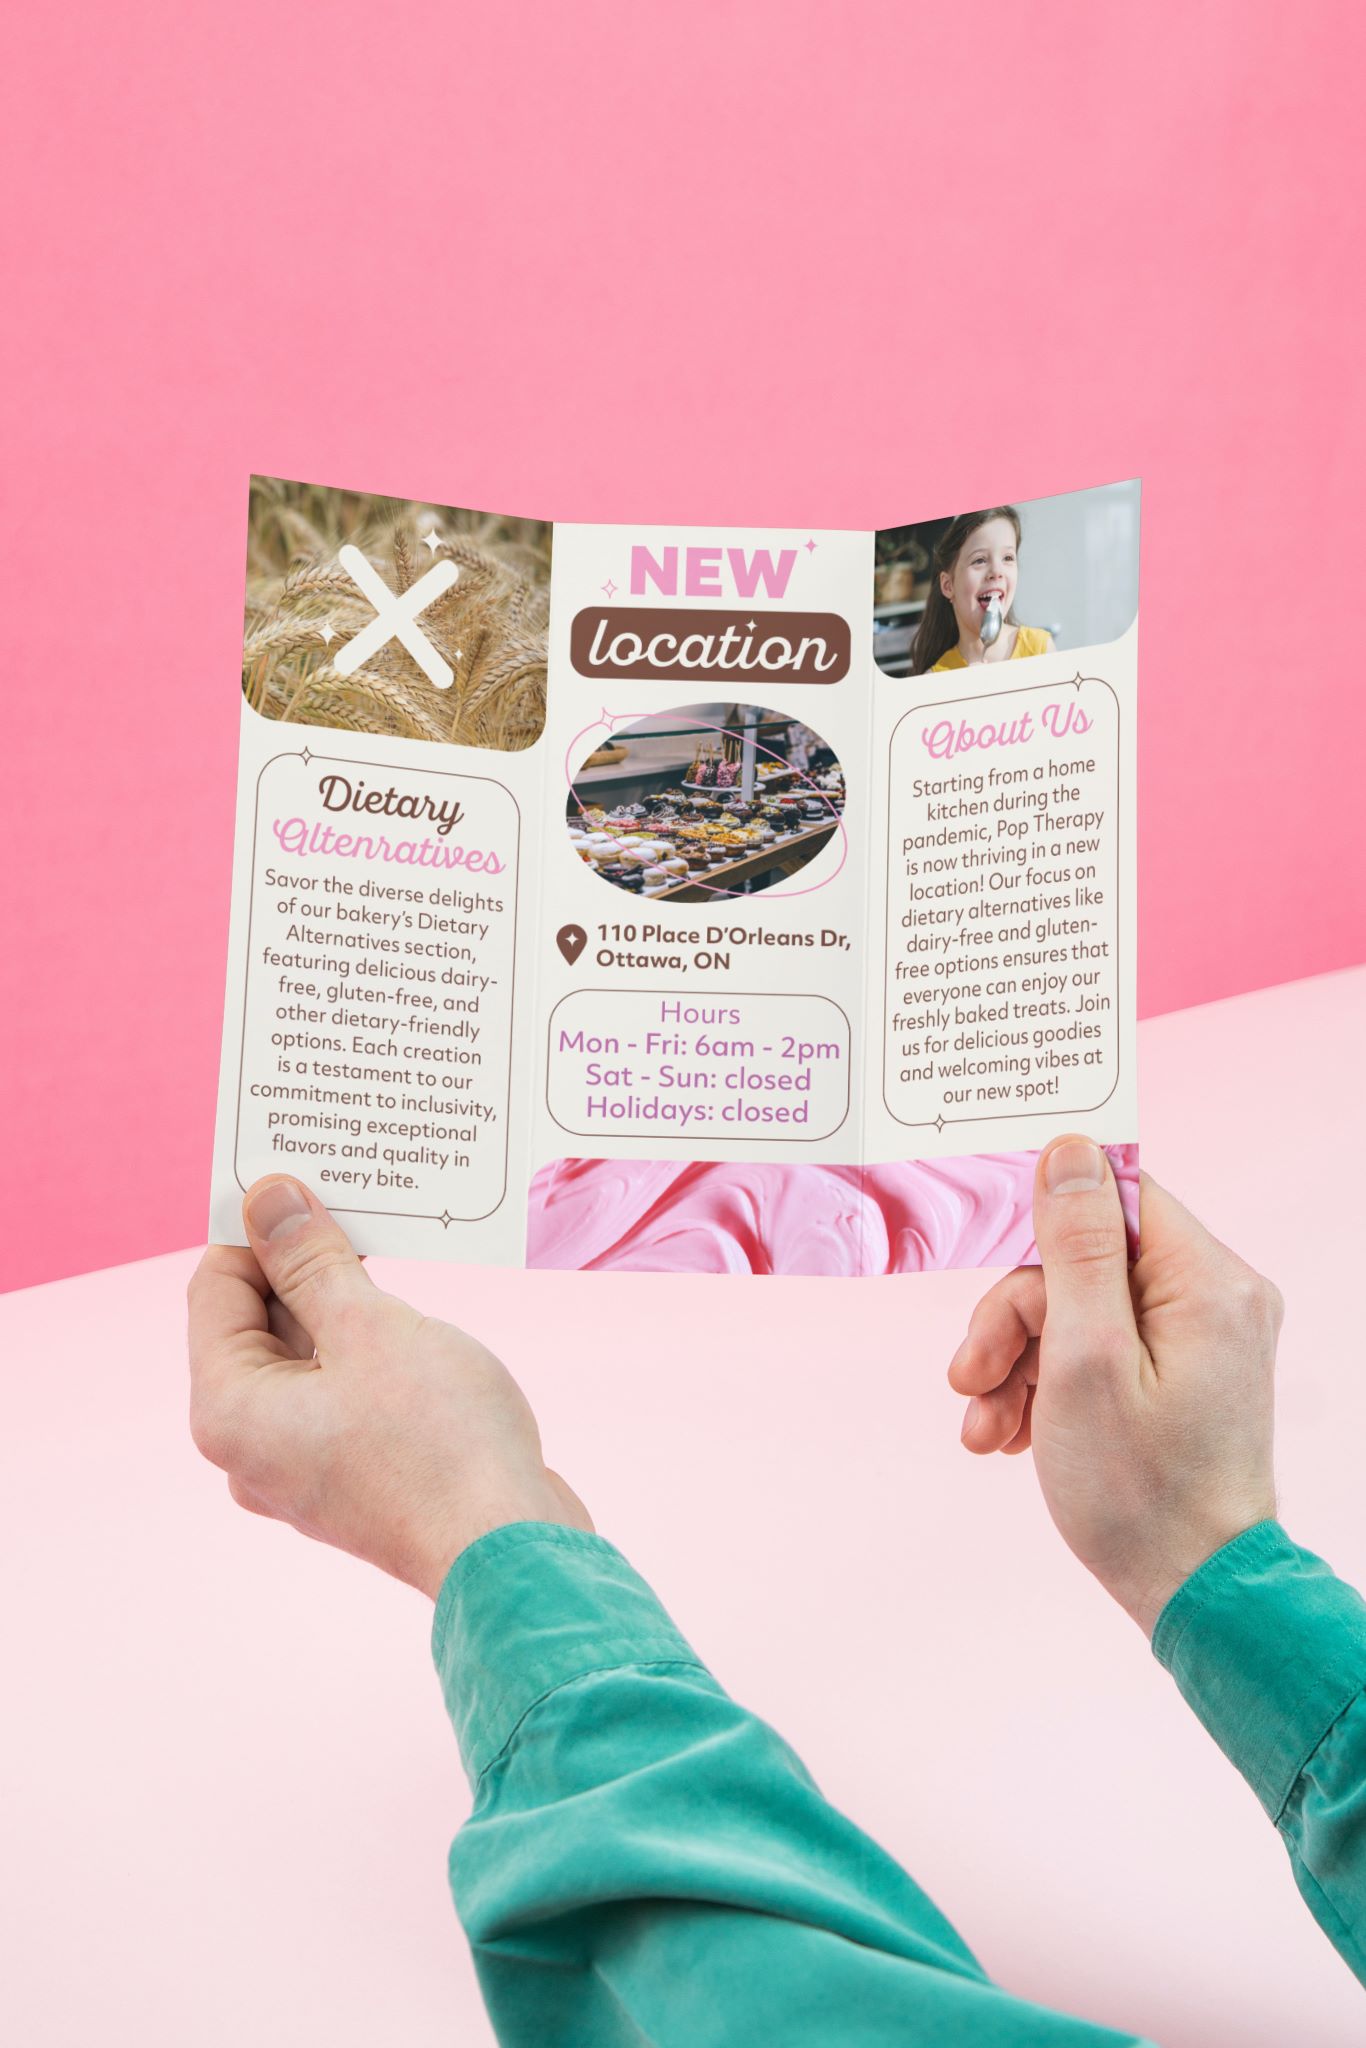 Dietary
Altenratives
Savor the diverse delights
of our bakery's Dietary
Alternatives section,
featuring delicious dairy-
free, gluten-free, and
other dietary-friendly
options. Each creation
is a testament to our
commitment to inclusivity,
promising exceptional
flavors and quality in
every bite.
NEW
location
110 Place D'Orleans Dr,
Ottawa, ON
Hours
Mon - Fri: 6am - 2pm
Sat - Sun: closed
Holidays: closed
About Us
Starting from a home
kitchen during the
pandemic, Pop Therapy
is now thriving in a new
location! Our focus on
dietary alternatives like
dairy-free and gluten-
free options ensures that
everyone can enjoy our
freshly baked treats. Join
us for delicious goodies
and welcoming vibes at
our new spot!